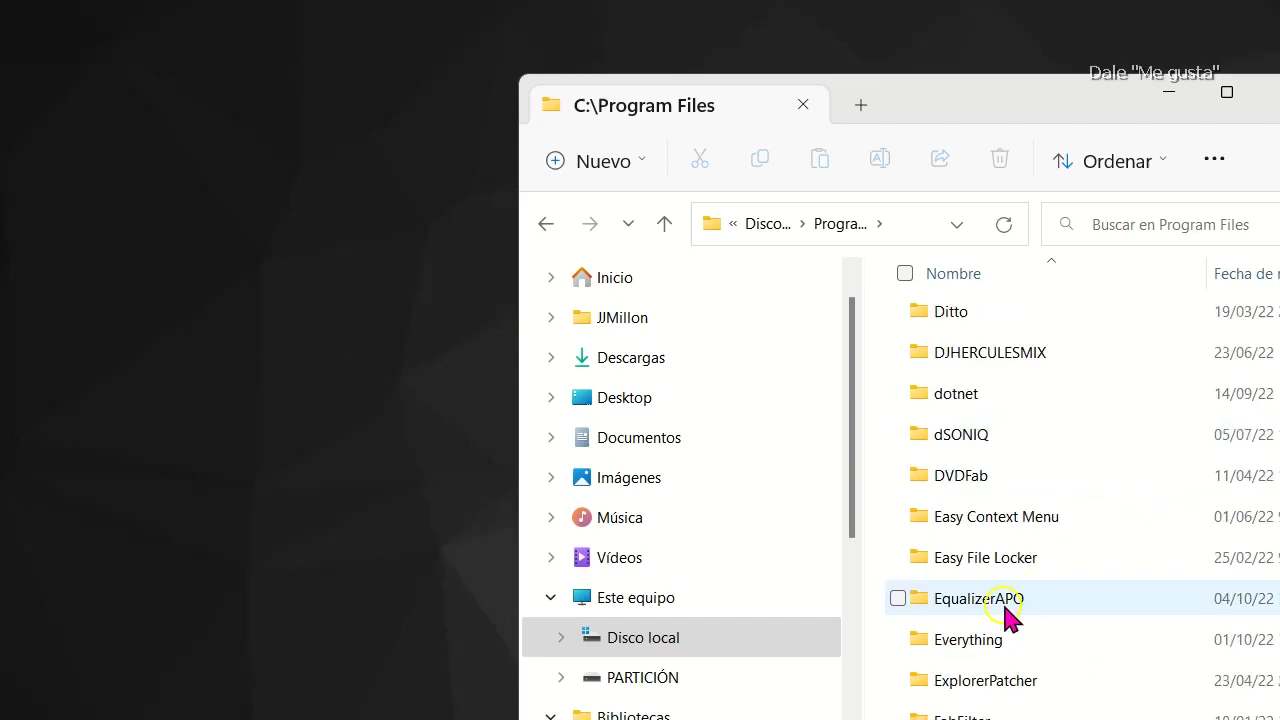 Dale "Me gusta"
C:\Program Files
Nuevo
Ordenar
« Disco... › Progra... ›
Buscar en Program Files
Nombre
Fecha de
Inicio
JJMillon
Descargas
Desktop
Documentos
Imágenes
Música
Vídeos
Este equipo
Disco local
PARTICIÓN
Bibliotecas
Ditto 19/03/22
DJHERCULESMIX 23/06/22
dotnet 14/09/22
dSONIQ 05/07/22
DVDFab 11/04/22
Easy Context Menu 01/06/22
Easy File Locker 25/02/22
EqualizerAPO 04/10/22
Everything 01/10/22
ExplorerPatcher 23/04/22